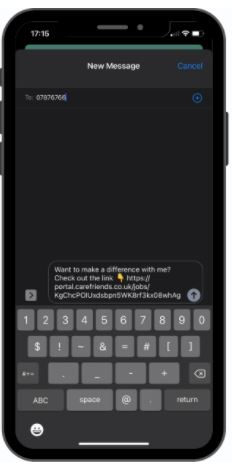 17:15
New Message
Cancel
To: 07876766
Want to make a difference with me?
Check out the link 👇 https://
portal.carefriends.co.uk/jobs/
KgChcPOlUxdsbpn5WK8rf3kx08whAg
1 2 3 4 5 6 7 8 9 0
$ ! ~ & = # [ ]
#+= . _ - +
ABC space @ . return